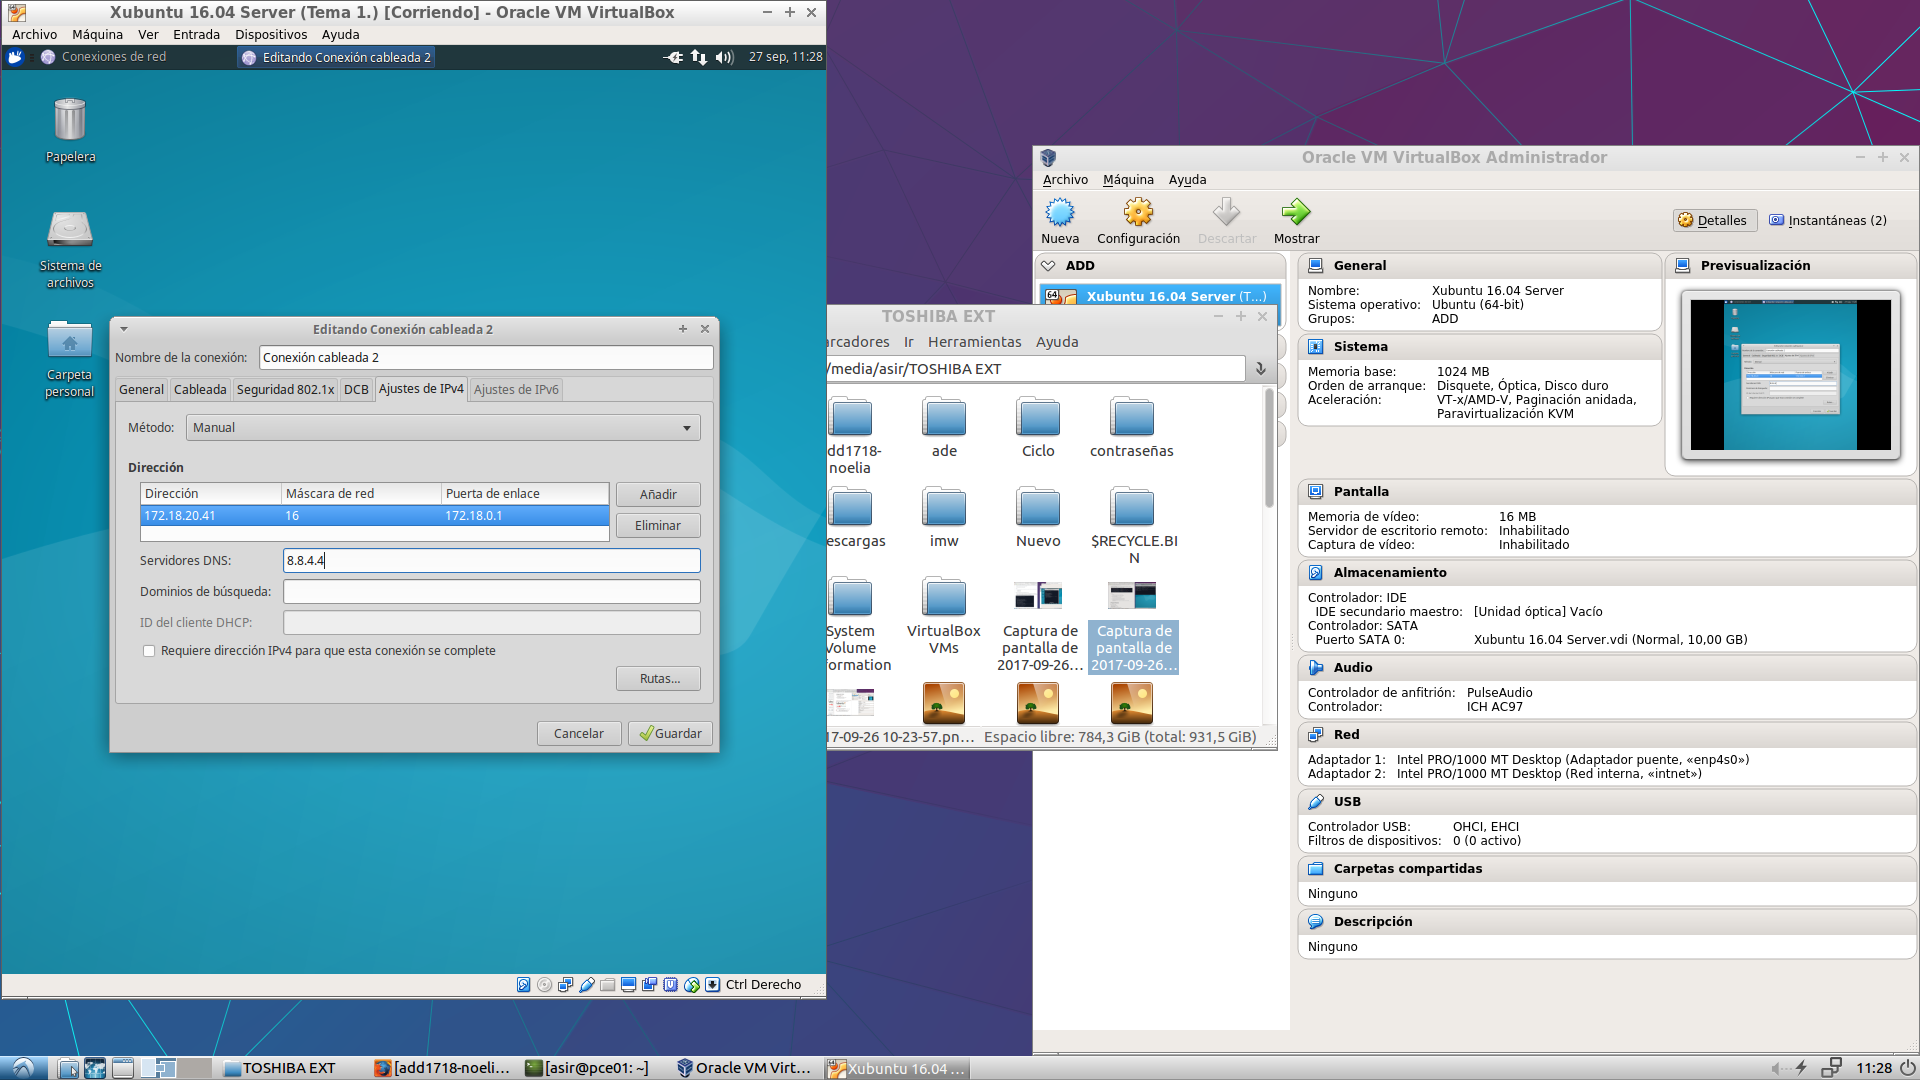 Xubuntu 16.04 Server (Tema 1.) [Corriendo] - Oracle VM VirtualBox
Archivo Máquina Ver Entrada Dispositivos Ayuda
Conexiones de red
Editando Conexión cableada 2
27 sep, 11:28
Papelera
Sistema de
archivos
Carpeta
personal
Editando Conexión cableada 2
Nombre de la conexión: Conexión cableada 2
General Cableada Seguridad 802.1x DCB Ajustes de IPv4 Ajustes de IPv6
Método: Manual
Dirección
Dirección Máscara de red Puerta de enlace
172.18.20.41 16 172.18.0.1
Añadir
Eliminar
Servidores DNS: 8.8.4.4
Dominios de búsqueda:
ID del cliente DHCP:
Requiere dirección IPv4 para que esta conexión se complete
Rutas...
Cancelar Guardar
Ctrl Derecho
Oracle VM VirtualBox Administrador
Archivo Máquina Ayuda
Nueva Configuración Descartar Mostrar
Detalles Instantáneas (2)
ADD
64 Xubuntu 16.04 Server (T...)
TOSHIBA EXT
arcadores Ir Herramientas Ayuda
/media/asir/TOSHIBA EXT
dd1718-
noelia
ade
Ciclo
contraseñas
escargas
imw
Nuevo
$RECYCLE.BI
N
System
Volume
formation
VirtualBox
VMs
Captura de
pantalla de
2017-09-26...
Captura de
pantalla de
2017-09-26...
17-09-26 10-23-57.pn... Espacio libre: 784,3 GiB (total: 931,5 GiB)
General
Nombre: Xubuntu 16.04 Server
Sistema operativo: Ubuntu (64-bit)
Grupos: ADD
Sistema
Memoria base: 1024 MB
Orden de arranque: Disquete, Óptica, Disco duro
Aceleración: VT-x/AMD-V, Paginación anidada,
Paravirtualización KVM
Previsualización
Pantalla
Memoria de vídeo: 16 MB
Servidor de escritorio remoto: Inhabilitado
Captura de vídeo: Inhabilitado
Almacenamiento
Controlador: IDE
IDE secundario maestro: [Unidad óptica] Vacío
Controlador: SATA
Puerto SATA 0: Xubuntu 16.04 Server.vdi (Normal, 10,00 GB)
Audio
Controlador de anfitrión: PulseAudio
Controlador: ICH AC97
Red
Adaptador 1: Intel PRO/1000 MT Desktop (Adaptador puente, «enp4s0»)
Adaptador 2: Intel PRO/1000 MT Desktop (Red interna, «intnet»)
USB
Controlador USB: OHCI, EHCI
Filtros de dispositivos: 0 (0 activo)
Carpetas compartidas
Ninguno
Descripción
Ninguno
TOSHIBA EXT
[add1718-noeli...
[asir@pce01: ~]
Oracle VM Virt...
Xubuntu 16.04 ...
11:28